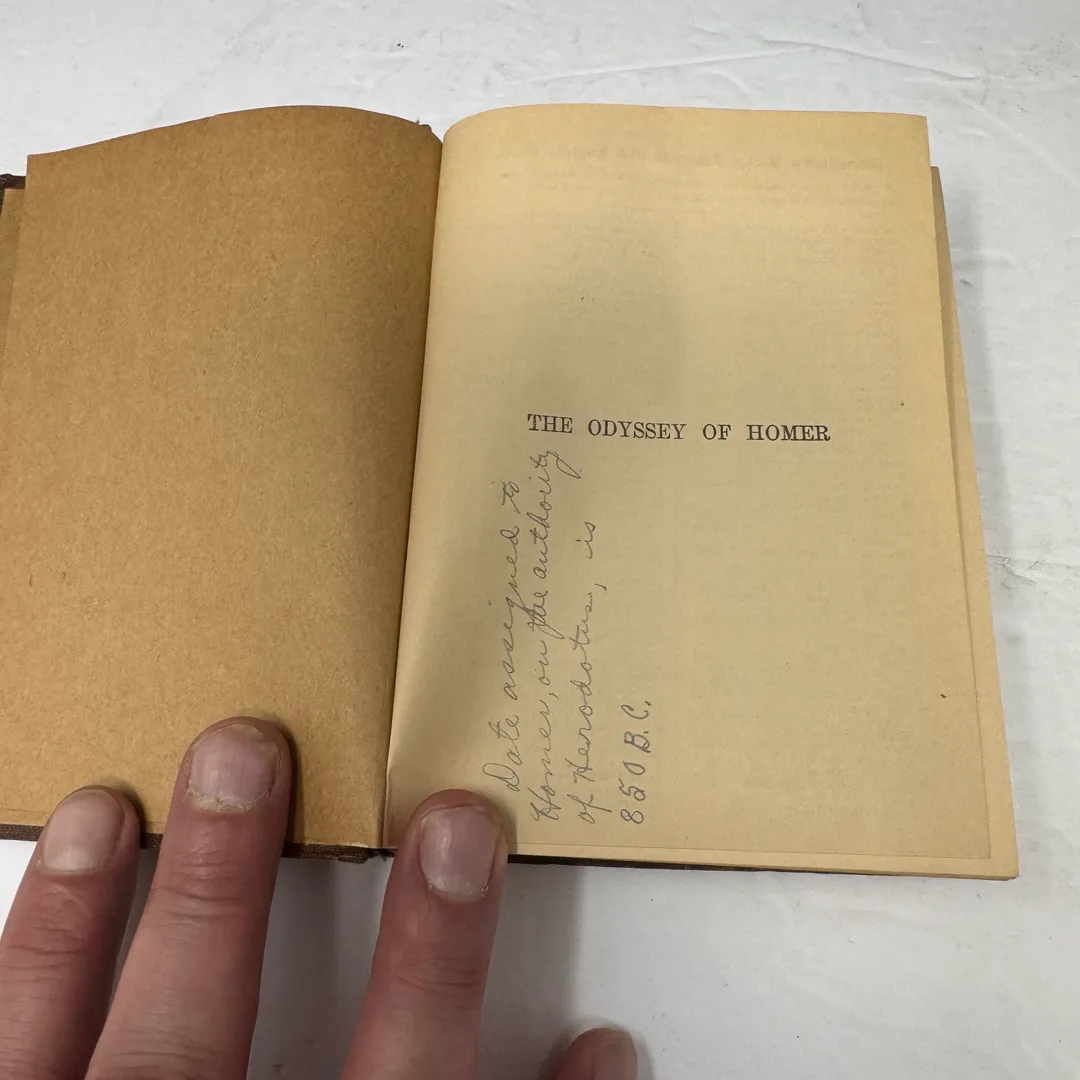 THE ODYSSEY OF HOMER
Date assigned to
Homer, on the authority
of Herodotus, is
850 B.C.